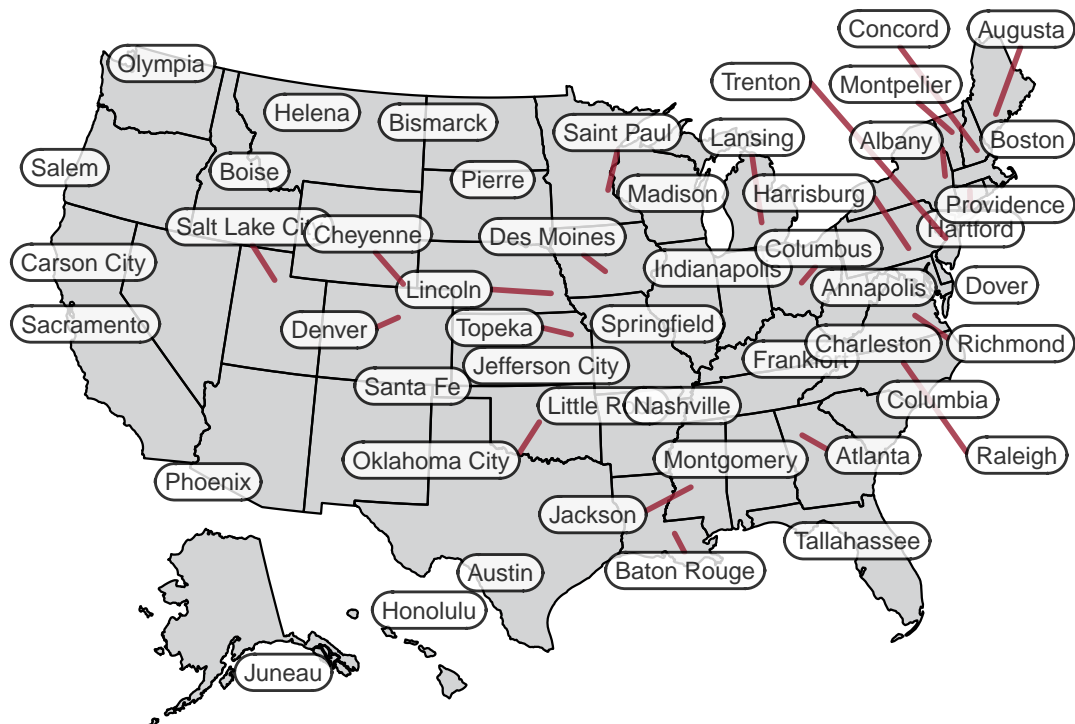 Concord
Augusta
Olympia
Trenton
Montpelier
Helena
Bismarck
Saint Paul
Lansing
Albany
Boston
Salem
Boise
Pierre
Madison
Harrisburg
Providence
Salt Lake City
Cheyenne
Des Moines
Hartford
Columbus
Carson City
Indianapolis
Lincoln
Annapolis
Dover
Sacramento
Denver
Topeka
Springfield
Charleston
Richmond
Jefferson City
Frankfort
Santa Fe
Little Rock
Nashville
Columbia
Oklahoma City
Montgomery
Atlanta
Raleigh
Phoenix
Jackson
Tallahassee
Austin
Baton Rouge
Honolulu
Juneau